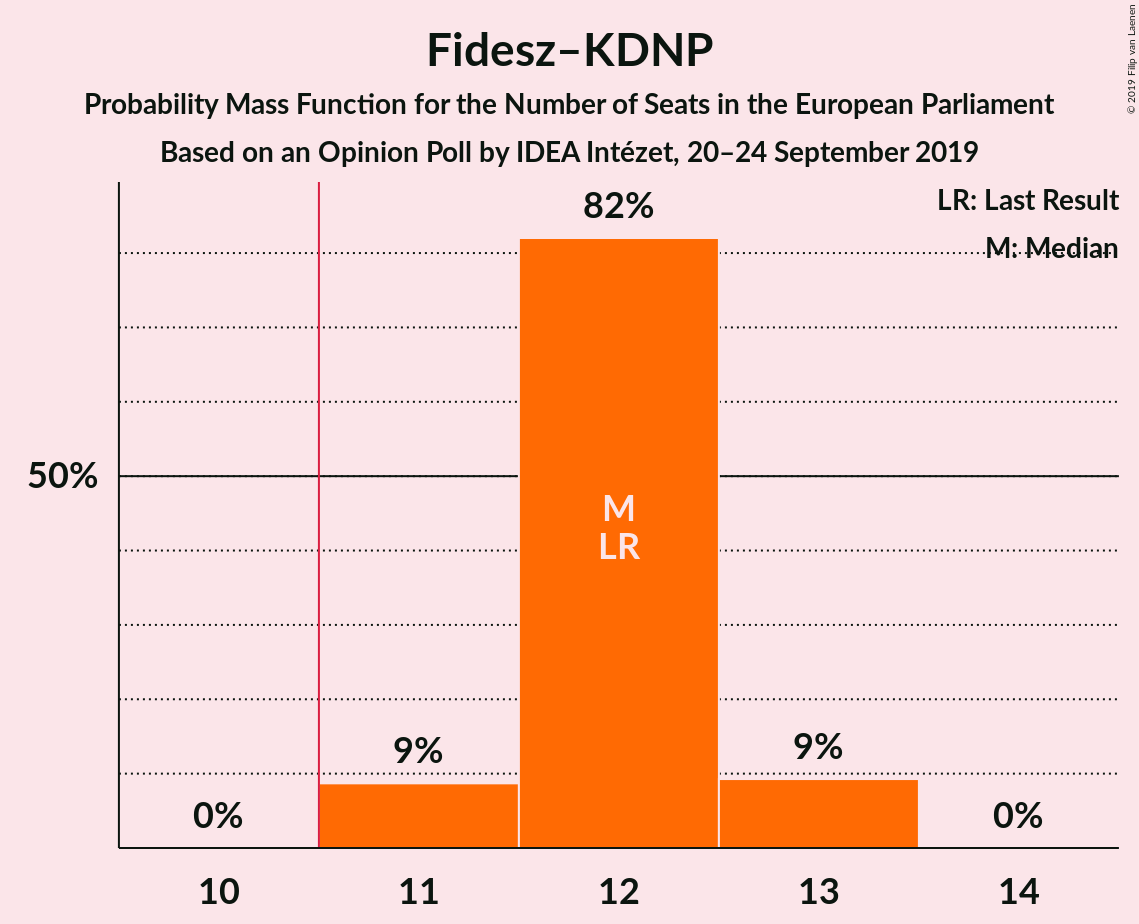 Fidesz–KDNP
Probability Mass Function for the Number of Seats in the European Parliament
Based on an Opinion Poll by IDEA Intézet, 20–24 September 2019
© 2019 Filip van Laenen
LR: Last Result
M: Median
82%
50%
M
LR
9%
9%
0%
0%
10 11 12 13 14